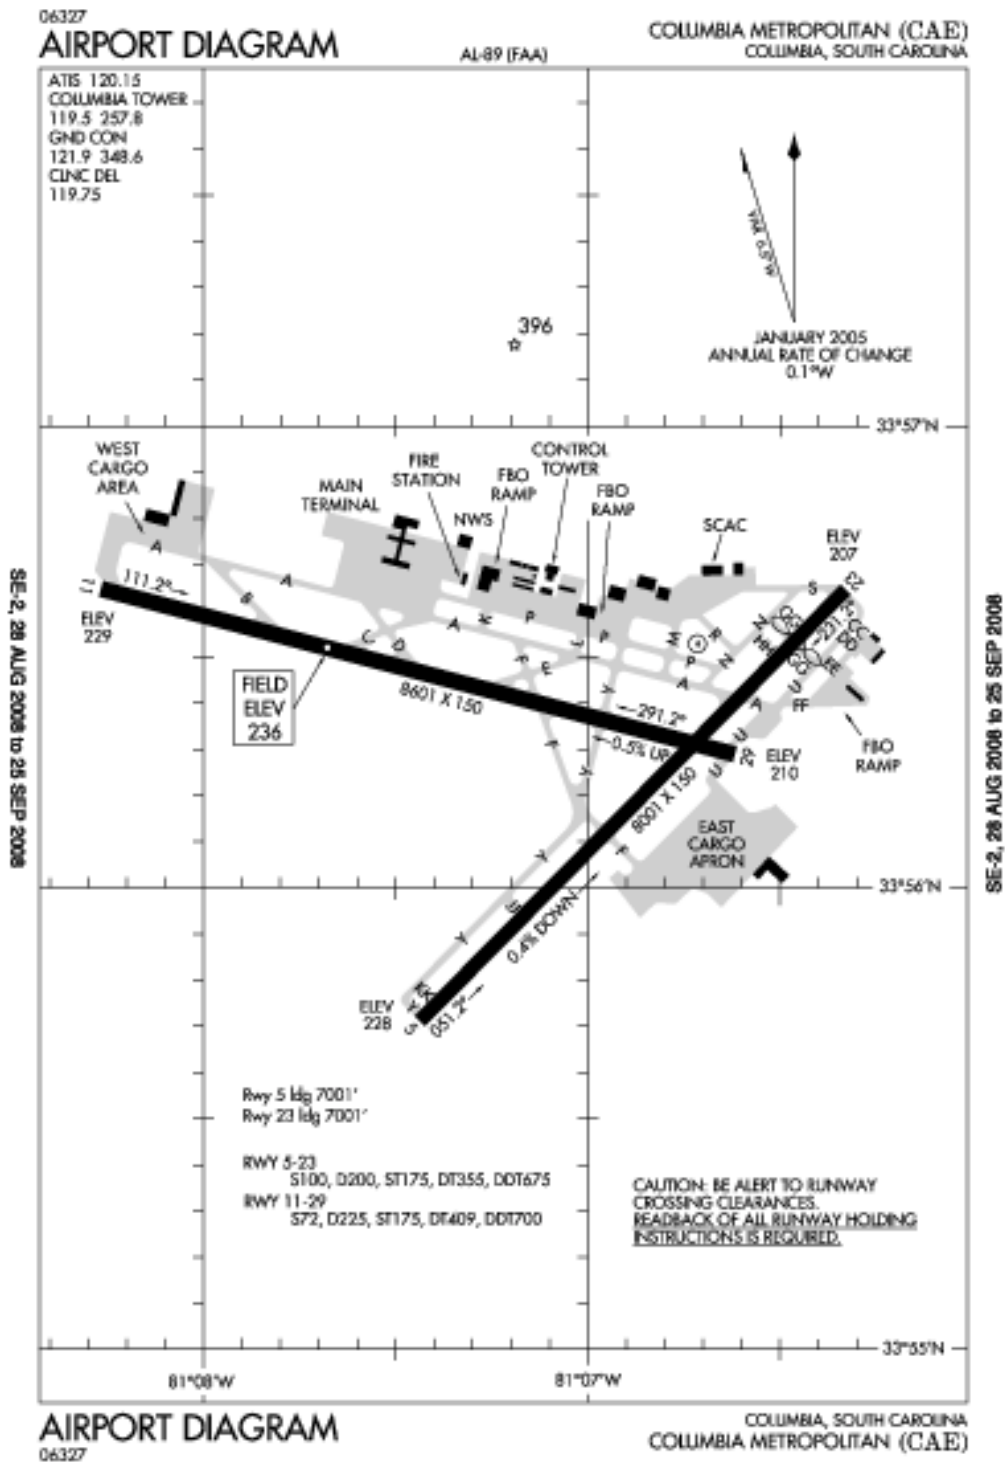 06327
AIRPORT DIAGRAM
AL-89 (FAA)
COLUMBIA METROPOLITAN (CAE)
COLUMBIA, SOUTH CAROLINA
ATIS 120.15
COLUMBIA TOWER
119.5 257.8
GND CON
121.9 348.6
CLNC DEL
119.75
JANUARY 2005
ANNUAL RATE OF CHANGE
0.1°W
396
33°57'N
WEST
CARGO
AREA
MAIN
TERMINAL
FIRE
STATION
NWS
FBO
RAMP
CONTROL
TOWER
FBO
RAMP
SCAC
ELEV
207
23
A
111.2°
11
ELEV
229
A
B
C
D
A
FIELD
ELEV
236
8601 X 150
291.2°
0.5% UP
29
ELEV
210
FBO
RAMP
8001 X 150
EAST
CARGO
APRON
33°56'N
0.4% DOWN
ELEV
228
5
051.2°
Rwy 5 ldg 7001'
Rwy 23 ldg 7001'
RWY 5-23
S100, D200, ST175, DT355, DDT675
RWY 11-29
S72, D225, ST175, DT409, DDT700
CAUTION: BE ALERT TO RUNWAY
CROSSING CLEARANCES.
READBACK OF ALL RUNWAY HOLDING
INSTRUCTIONS IS REQUIRED.
33°55'N
81°08'W
81°07'W
SE-2, 28 AUG 2008 to 25 SEP 2008
SE-2, 28 AUG 2008 to 25 SEP 2008
AIRPORT DIAGRAM
06327
COLUMBIA, SOUTH CAROLINA
COLUMBIA METROPOLITAN (CAE)